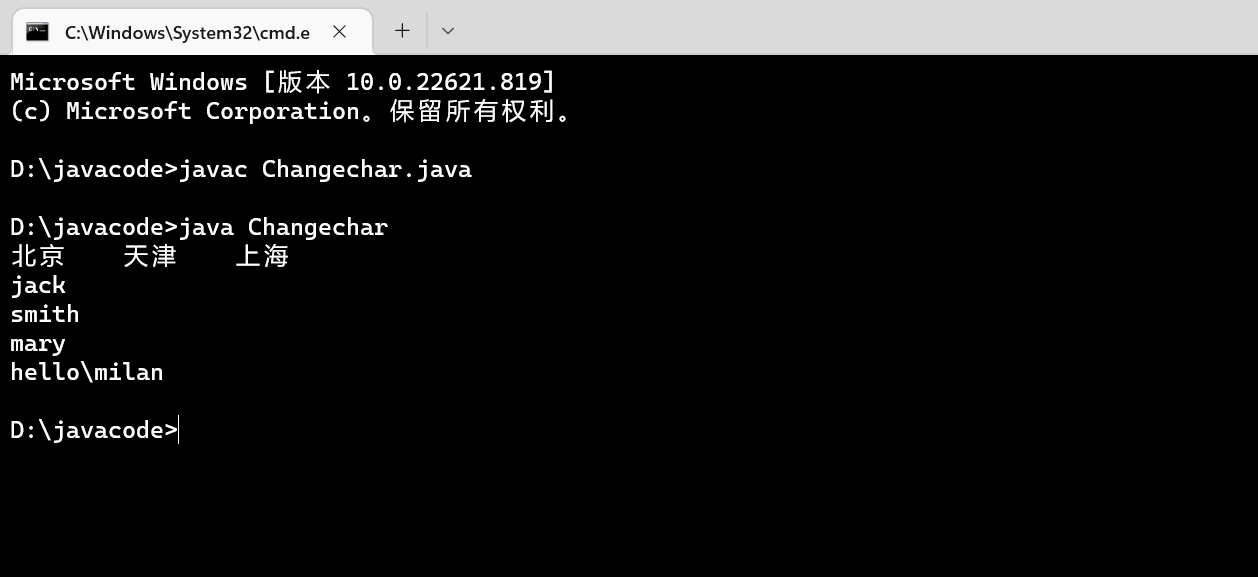 C:\Windows\System32\cmd.e
Microsoft Windows [版本 10.0.22621.819]
(c) Microsoft Corporation。保留所有权利。
D:\javacode>javac Changechar.java
D:\javacode>java Changechar
北京    天津    上海
jack
smith
mary
hello\milan
D:\javacode>